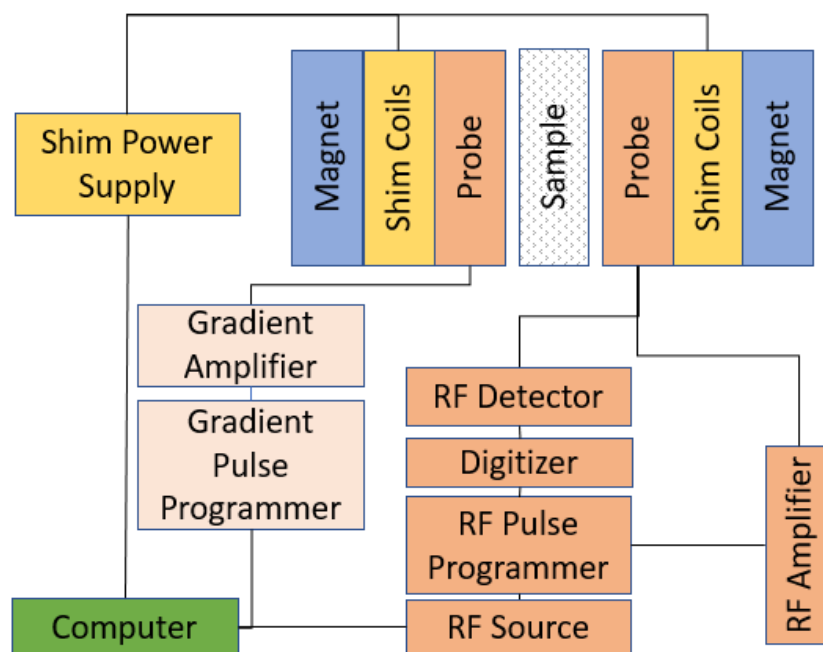 Shim Power
Supply
Magnet
Shim Coils
Probe
Sample
Probe
Shim Coils
Magnet
Gradient
Amplifier
Gradient
Pulse
Programmer
RF Detector
Digitizer
RF Pulse
Programmer
RF Amplifier
Computer
RF Source